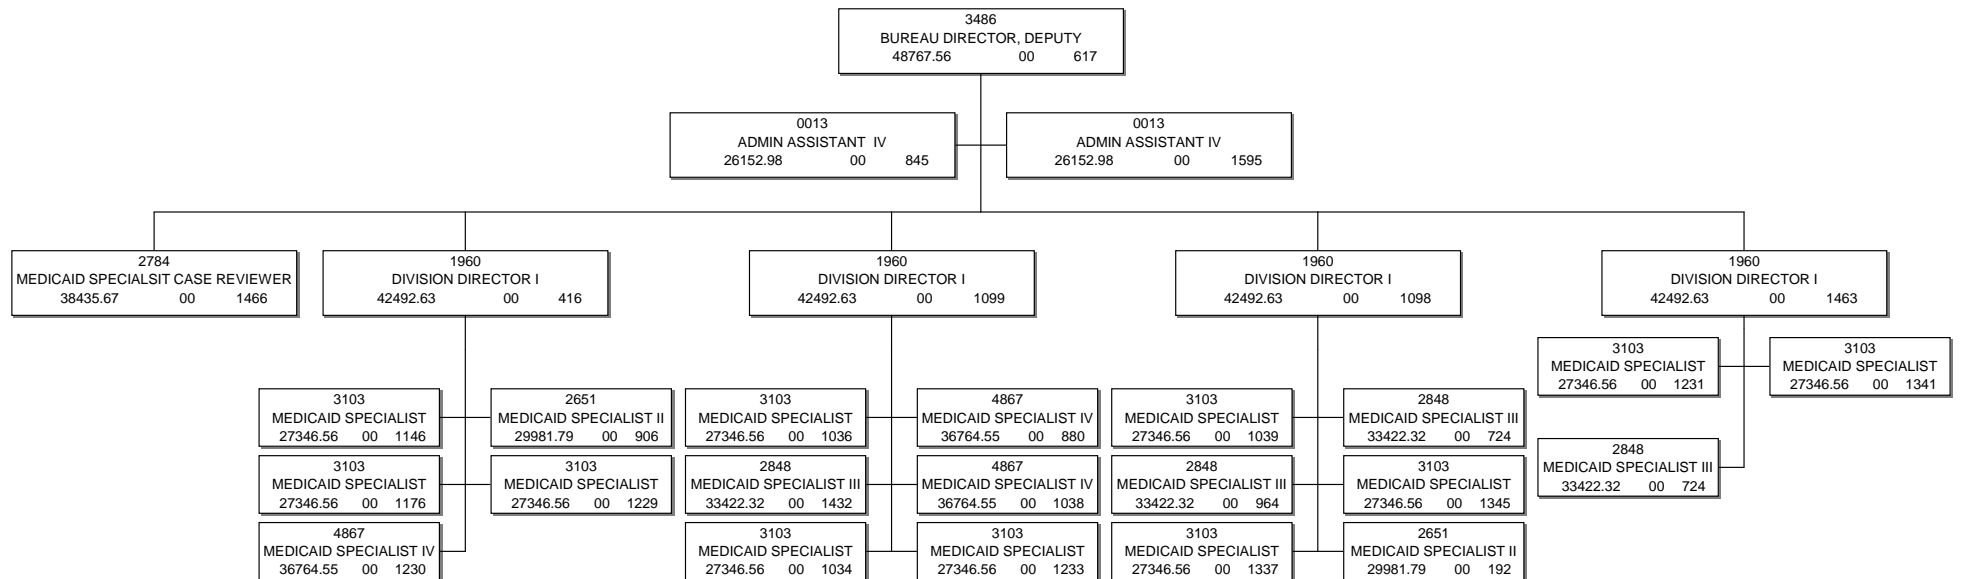 3486
BUREAU DIRECTOR, DEPUTY
48767.56 00 617
0013
ADMIN ASSISTANT  IV
26152.98 00 845
0013
ADMIN ASSISTANT IV
26152.98 00 1595
2784
MEDICAID SPECIALSIT CASE REVIEWER
38435.67 00 1466
1960
DIVISION DIRECTOR I
42492.63 00 416
1960
DIVISION DIRECTOR I
42492.63 00 1099
1960
DIVISION DIRECTOR I
42492.63 00 1098
1960
DIVISION DIRECTOR I
42492.63 00 1463
3103
MEDICAID SPECIALIST
27346.56 00 1146
2651
MEDICAID SPECIALIST II
29981.79 00 906
3103
MEDICAID SPECIALIST
27346.56 00 1176
3103
MEDICAID SPECIALIST
27346.56 00 1229
4867
MEDICAID SPECIALIST IV
36764.55 00 1230
3103
MEDICAID SPECIALIST
27346.56 00 1036
4867
MEDICAID SPECIALIST IV
36764.55 00 880
2848
MEDICAID SPECIALIST III
33422.32 00 1432
4867
MEDICAID SPECIALIST IV
36764.55 00 1038
3103
MEDICAID SPECIALIST
27346.56 00 1034
3103
MEDICAID SPECIALIST
27346.56 00 1233
3103
MEDICAID SPECIALIST
27346.56 00 1039
2848
MEDICAID SPECIALIST III
33422.32 00 724
2848
MEDICAID SPECIALIST III
33422.32 00 964
3103
MEDICAID SPECIALIST
27346.56 00 1345
3103
MEDICAID SPECIALIST
27346.56 00 1337
2651
MEDICAID SPECIALIST II
29981.79 00 192
3103
MEDICAID SPECIALIST
27346.56 00 1231
3103
MEDICAID SPECIALIST
27346.56 00 1341
2848
MEDICAID SPECIALIST III
33422.32 00 724